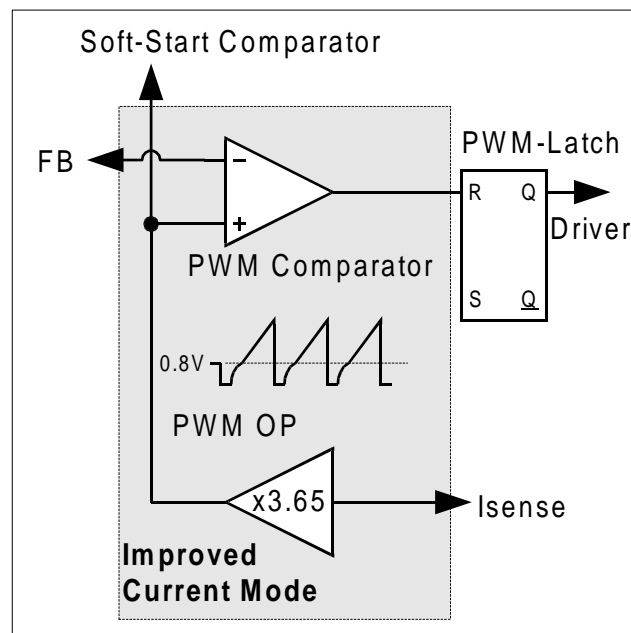 Soft-Start Comparator
FB
PWM-Latch
R Q
Driver
PWM Comparator
S Q
0.8V
PWM OP
x3.65
Isense
Improved
Current Mode